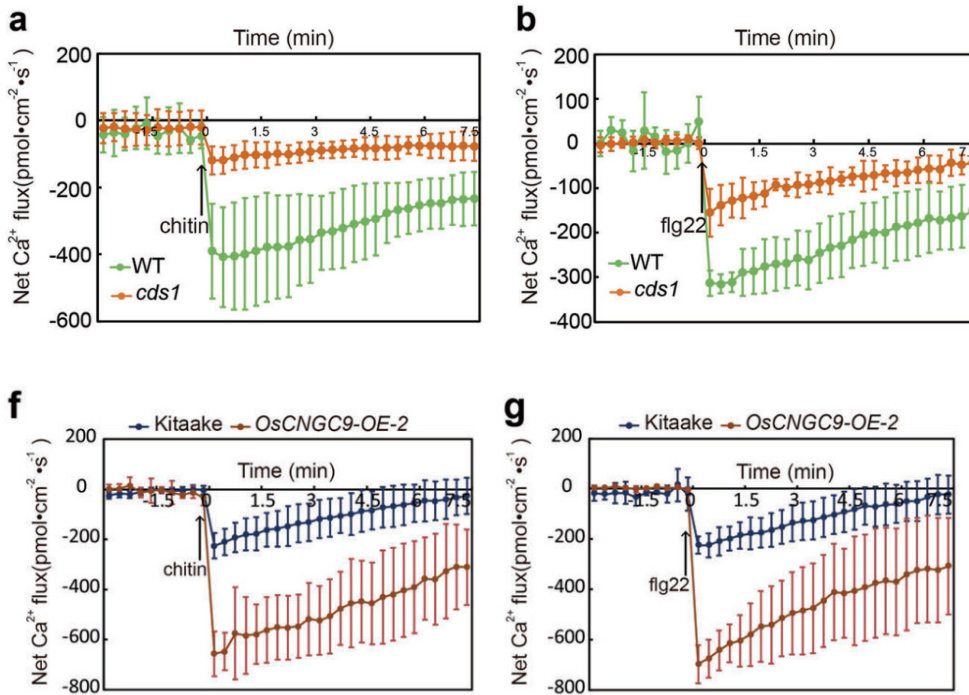 a
Time (min)
200
0
-200
-400
-600
Net Ca²⁺ flux(pmol•cm⁻²•s⁻¹)
-1.5 0 1.5 3 4.5 6 7.5
chitin
WT
cds1
b
Time (min)
200
100
0
-100
-200
-300
-400
Net Ca²⁺ flux(pmol•cm⁻²•s⁻¹)
-1.5 0 1.5 3 4.5 6 7.5
flg22
WT
cds1
f
Kitaake OsCNGC9-OE-2
Time (min)
200
0
-200
-400
-600
-800
Net Ca²⁺ flux(pmol•cm⁻²•s⁻¹)
-1.5 0 1.5 3 4.5 6 7.5
chitin
g
Kitaake OsCNGC9-OE-2
Time (min)
200
0
-200
-400
-600
-800
Net Ca²⁺ flux(pmol•cm⁻²•s⁻¹)
-1.5 0 1.5 3 4.5 6 7.5
flg22